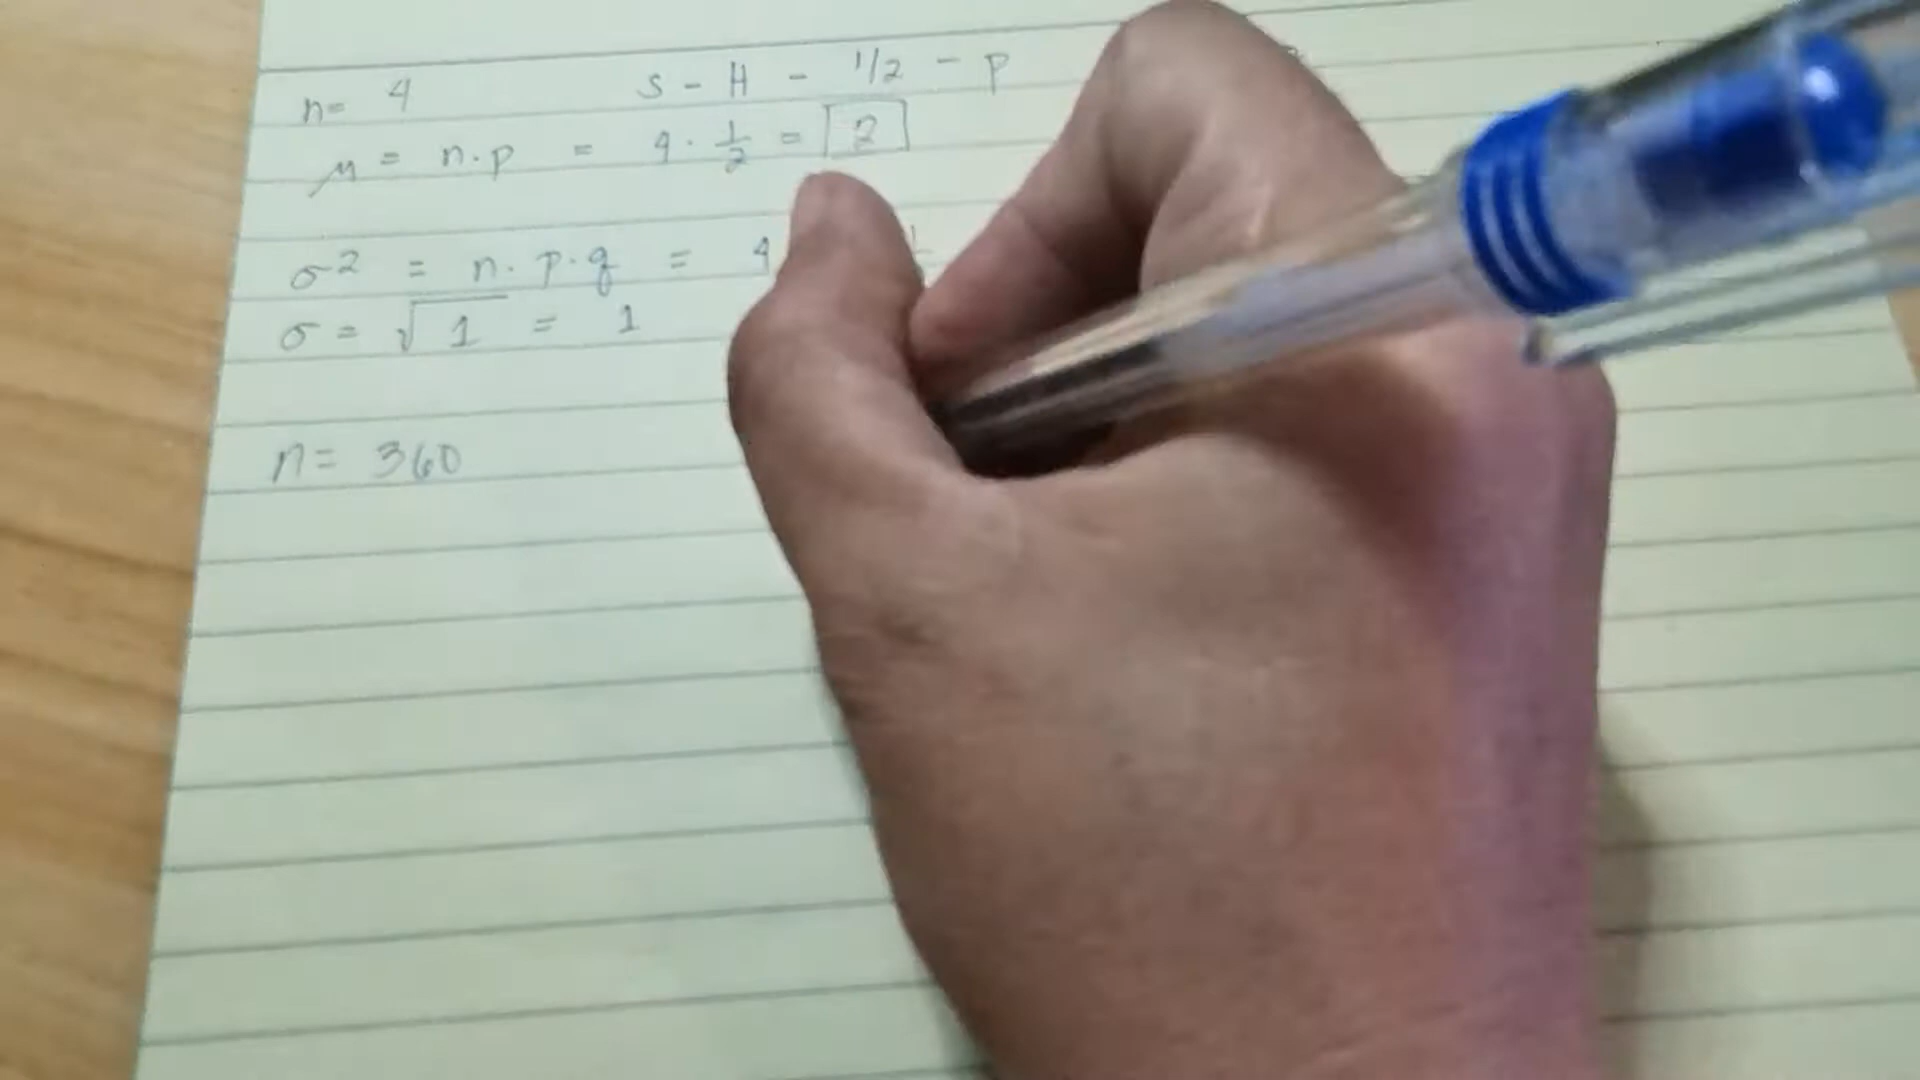 n= 4 S - H - 1/2 - p
μ = n.p = 4 · 1/2 = 2
σ² = n. p. q = 4
σ = √1 = 1
n= 360